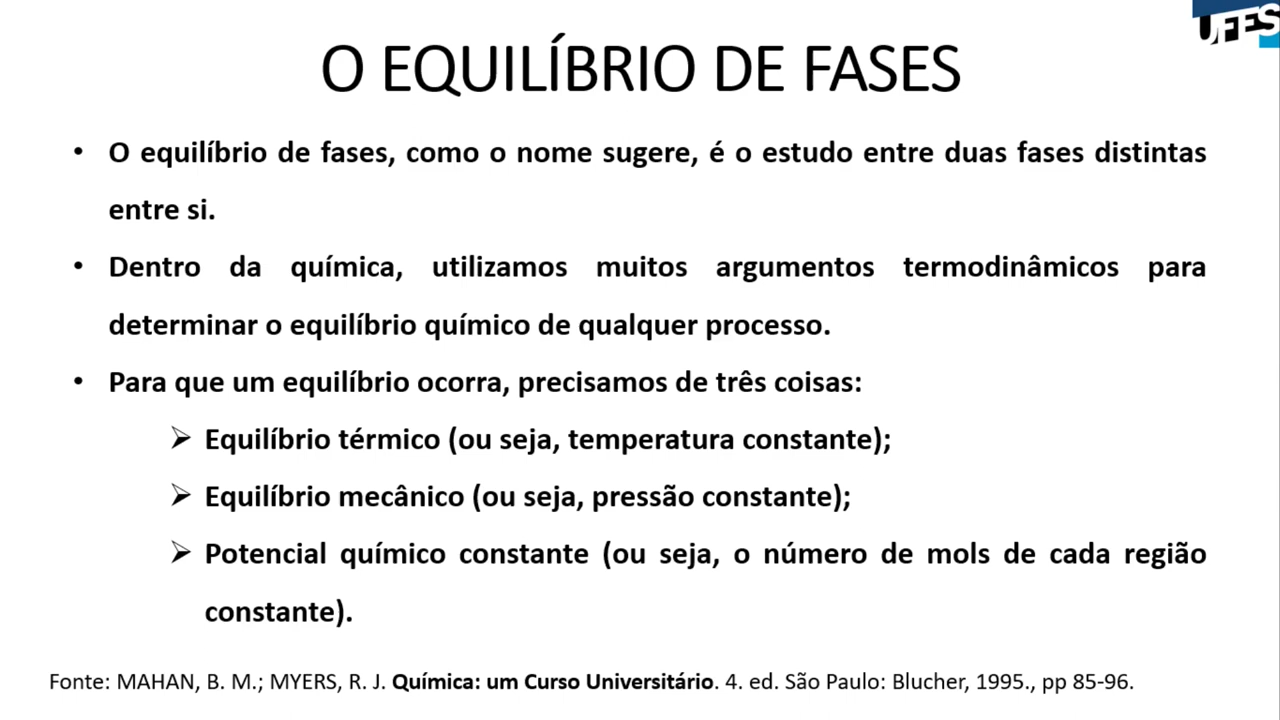 UFES
O EQUILÍBRIO DE FASES
• O equilíbrio de fases, como o nome sugere, é o estudo entre duas fases distintas
entre si.
• Dentro da química, utilizamos muitos argumentos termodinâmicos para
determinar o equilíbrio químico de qualquer processo.
• Para que um equilíbrio ocorra, precisamos de três coisas:
➢ Equilíbrio térmico (ou seja, temperatura constante);
➢ Equilíbrio mecânico (ou seja, pressão constante);
➢ Potencial químico constante (ou seja, o número de mols de cada região
constante).
Fonte: MAHAN, B. M.; MYERS, R. J. Química: um Curso Universitário. 4. ed. São Paulo: Blucher, 1995., pp 85-96.